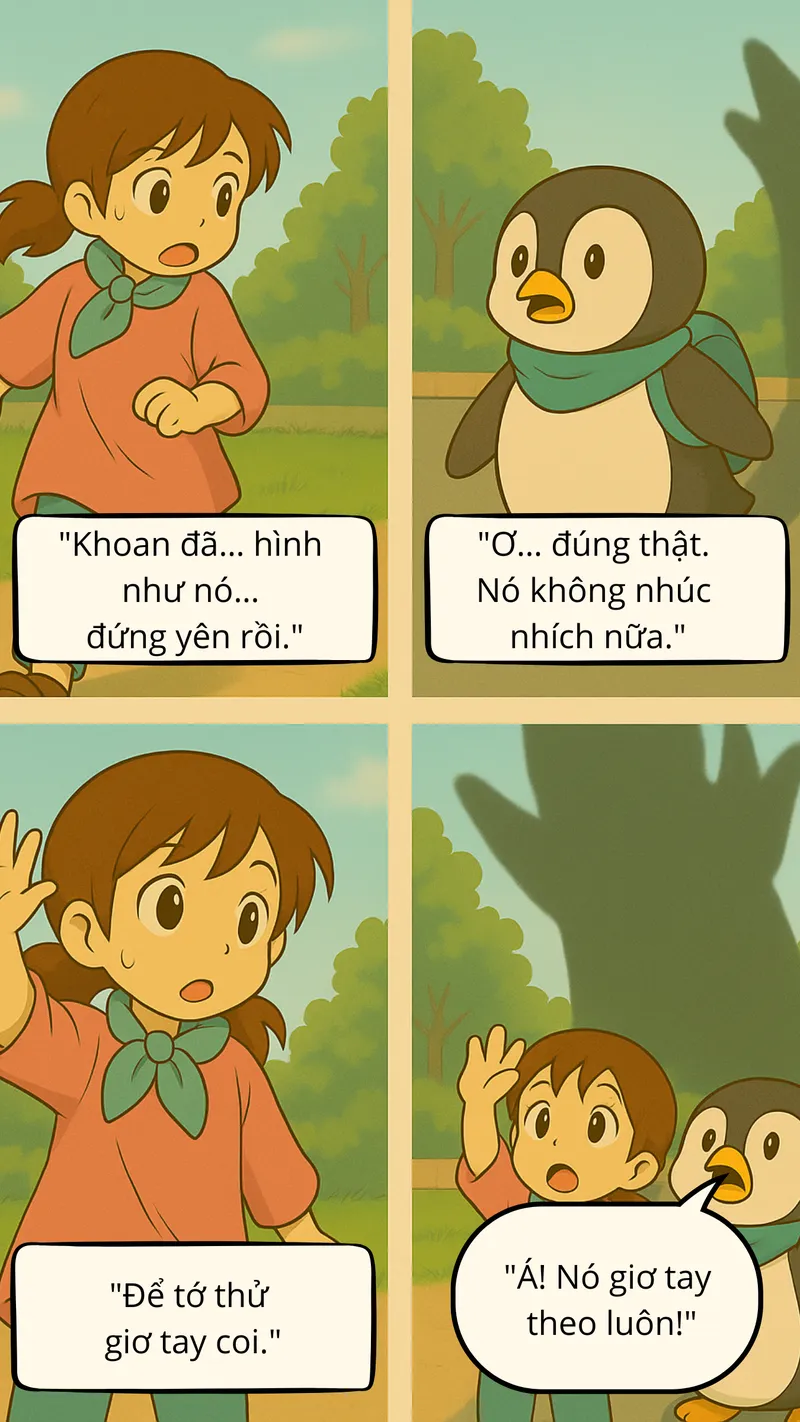 "Khoan đã... hình
như nó...
đứng yên rồi."
"Ơ... đúng thật.
Nó không nhúc
nhích nữa."
"Để tớ thử
giơ tay coi."
"Á! Nó giơ tay
theo luôn!"